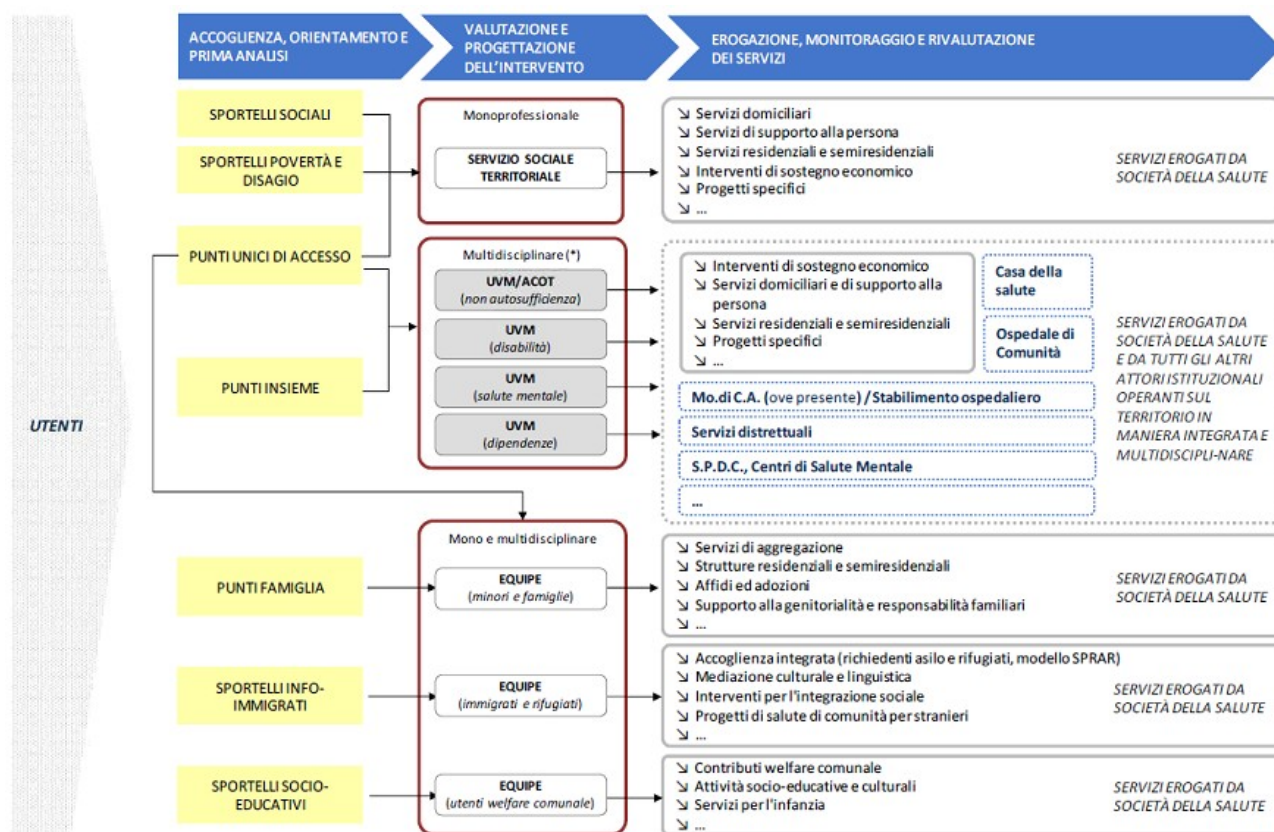 ACCOGLIENZA, ORIENTAMENTO E
PRIMA ANALISI
VALUTAZIONE E
PROGETTAZIONE
DELL'INTERVENTO
EROGAZIONE, MONITORAGGIO E RIVALUTAZIONE
DEI SERVIZI
UTENTI
SPORTELLI SOCIALI
SPORTELLI POVERTÀ E
DISAGIO
PUNTI UNICI DI ACCESSO
PUNTI INSIEME
PUNTI FAMIGLIA
SPORTELLI INFO-
IMMIGRATI
SPORTELLI SOCIO-
EDUCATIVI
Monoprofessionale
SERVIZIO SOCIALE
TERRITORIALE
Multidisciplinare (*)
UVM/ACOT
(non autosufficienza)
UVM
(disabilità)
UVM
(salute mentale)
UVM
(dipendenze)
Mono e multidisciplinare
EQUIPE
(minori e famiglie)
EQUIPE
(immigrati e rifugiati)
EQUIPE
(utenti welfare comunale)
↘ Servizi domiciliari
↘ Servizi di supporto alla persona
↘ Servizi residenziali e semiresidenziali
↘ Interventi di sostegno economico
↘ Progetti specifici
↘ ...
SERVIZI EROGATI DA
SOCIETÀ DELLA SALUTE
↘ Interventi di sostegno economico
↘ Servizi domiciliari e di supporto alla
persona
↘ Servizi residenziali e semiresidenziali
↘ Progetti specifici
↘ ...
Casa della
salute
Ospedale di
Comunità
Mo.di C.A. (ove presente) / Stabilimento ospedaliero
Servizi distrettuali
S.P.D.C., Centri di Salute Mentale
...
SERVIZI EROGATI DA
SOCIETÀ DELLA SALUTE
E DA TUTTI GLI ALTRI
ATTORI ISTITUZIONALI
OPERANTI SUL
TERRITORIO IN
MANIERA INTEGRATA E
MULTIDISCIPLI-NARE
↘ Servizi di aggregazione
↘ Strutture residenziali e semiresidenziali
↘ Affidi ed adozioni
↘ Supporto alla genitorialità e responsabilità familiari
↘ ...
SERVIZI EROGATI DA
SOCIETÀ DELLA SALUTE
↘ Accoglienza integrata (richiedenti asilo e rifugiati, modello SPRAR)
↘ Mediazione culturale e linguistica
↘ Interventi per l'integrazione sociale
↘ Progetti di salute di comunità per stranieri
↘ ...
SERVIZI EROGATI DA
SOCIETÀ DELLA SALUTE
↘ Contributi welfare comunale
↘ Attività socio-educative e culturali
↘ Servizi per l'infanzia
↘ ...
SERVIZI EROGATI DA
SOCIETÀ DELLA SALUTE